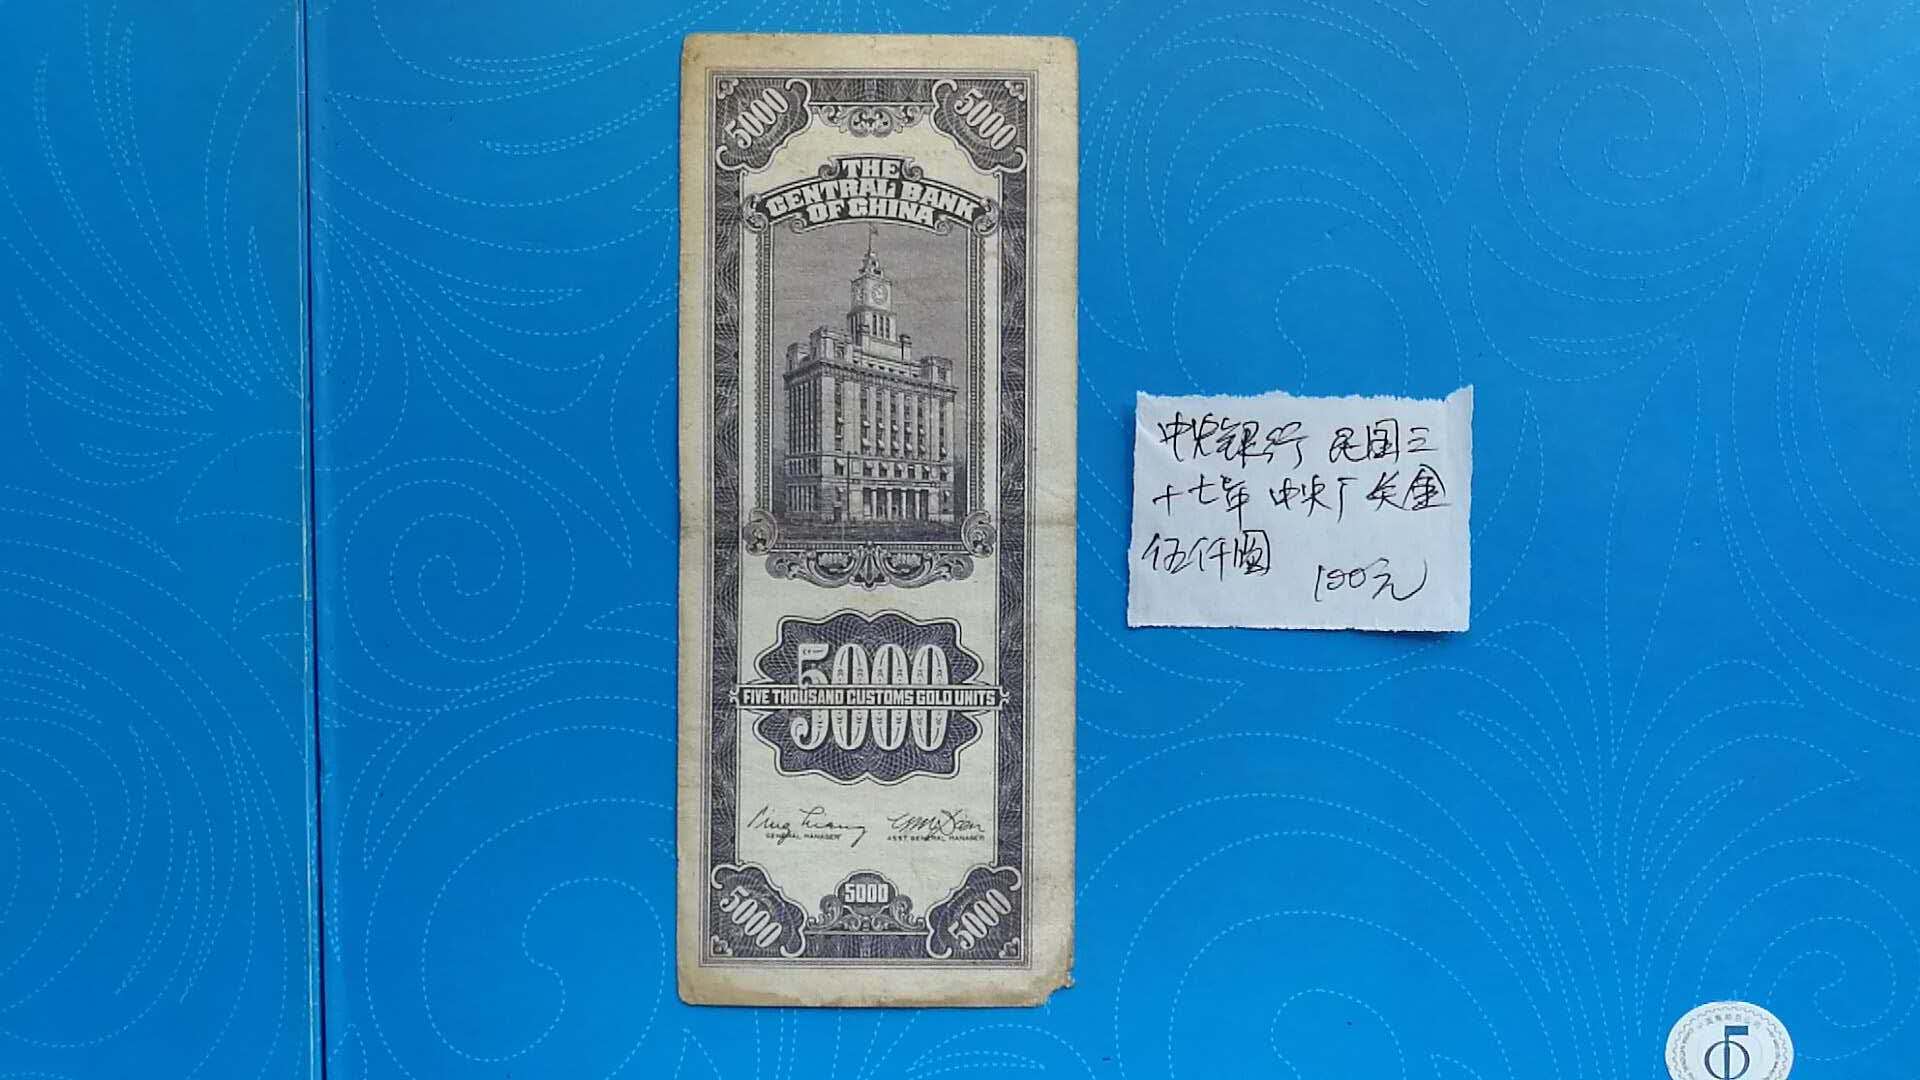 5000 5000
THE
CENTRAL BANK
OF CHINA
5000
FIVE THOUSAND CUSTOMS GOLD UNITS
GENERAL MANAGER ASST GENERAL MANAGER
5000
5000 5000
中央银行 民国三
十七年 中央厂 关金
伍仟圆 100元